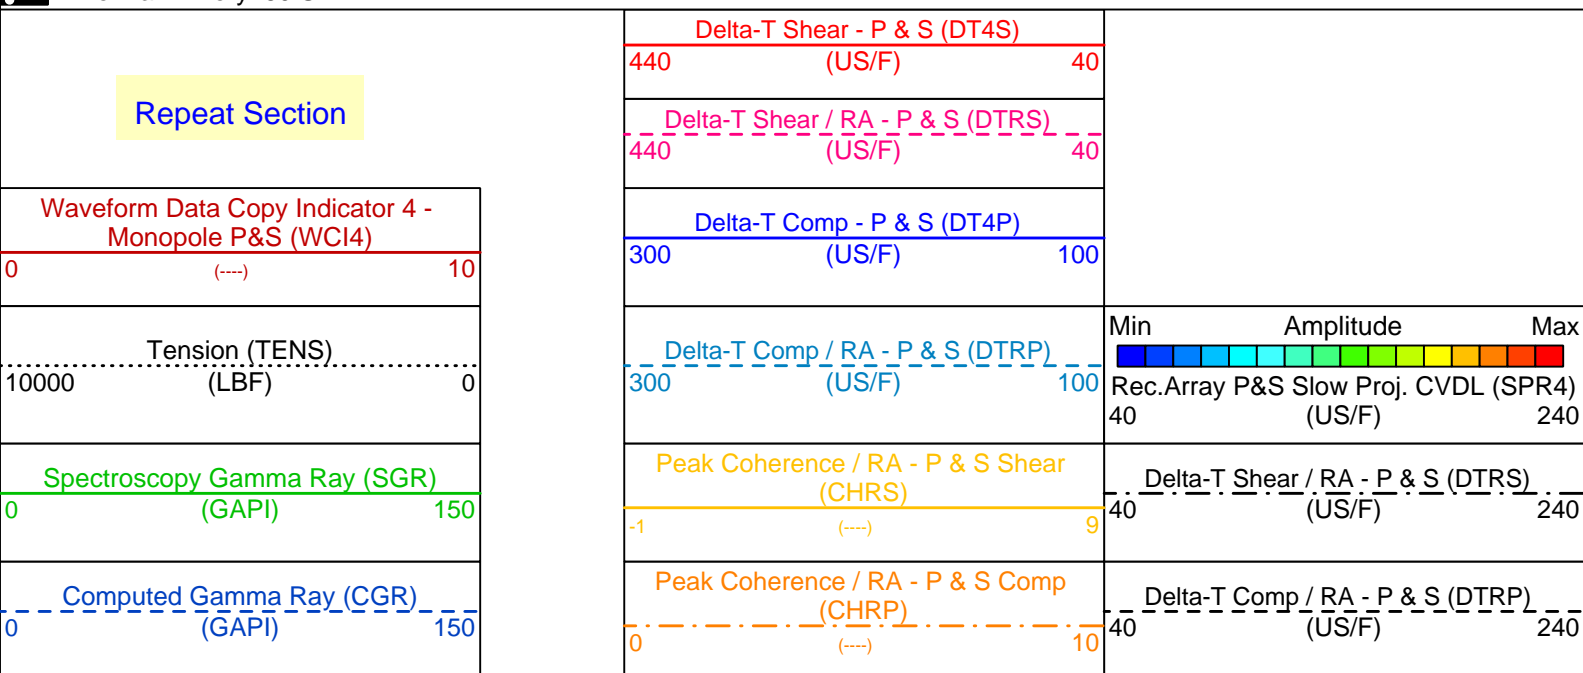 Repeat Section
Waveform Data Copy Indicator 4 -
Monopole P&S (WCI4)
0 (----) 10
Tension (TENS)
10000 (LBF) 0
Spectroscopy Gamma Ray (SGR)
0 (GAPI) 150
Computed Gamma Ray (CGR)
0 (GAPI) 150
Delta-T Shear - P & S (DT4S)
440 (US/F) 40
Delta-T Shear / RA - P & S (DTRS)
440 (US/F) 40
Delta-T Comp - P & S (DT4P)
300 (US/F) 100
Delta-T Comp / RA - P & S (DTRP)
300 (US/F) 100
Peak Coherence / RA - P & S Shear
(CHRS)
-1 (----) 9
Peak Coherence / RA - P & S Comp
(CHRP)
0 (----) 10
Min Amplitude Max
Rec.Array P&S Slow Proj. CVDL (SPR4)
40 (US/F) 240
Delta-T Shear / RA - P & S (DTRS)
40 (US/F) 240
Delta-T Comp / RA - P & S (DTRP)
40 (US/F) 240